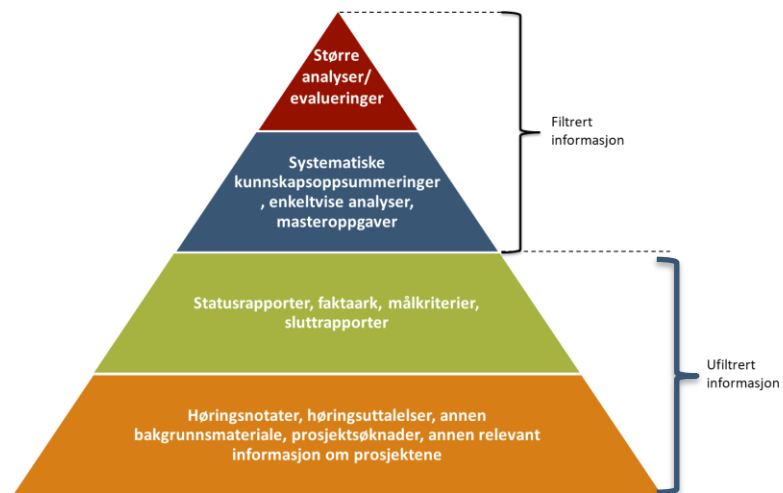 Større
analyser/
evalueringer
Filtrert
informasjon
Systematiske
kunnskapsoppsummeringer
, enkeltvise analyser,
masteroppgaver
Statusrapporter, faktaark, målkriterier,
sluttrapporter
Ufiltrert
informasjon
Høringsnotater, høringsuttalelser, annen
bakgrunnsmateriale, prosjektsøknader, annen relevant
informasjon om prosjektene